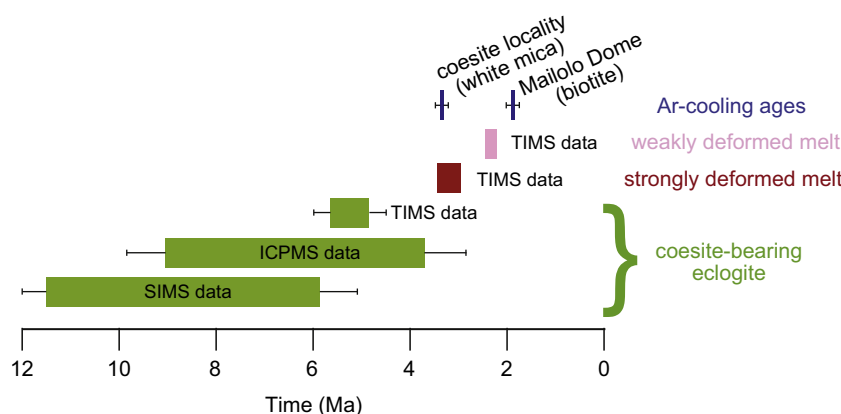 coesite locality
(white mica)
Mailolo Dome
(biotite)
Ar-cooling ages
TIMS data
weakly deformed melt
TIMS data
strongly deformed melt
TIMS data
ICPMS data
coesite-bearing
eclogite
SIMS data
12
10
8
6
4
2
0
Time (Ma)